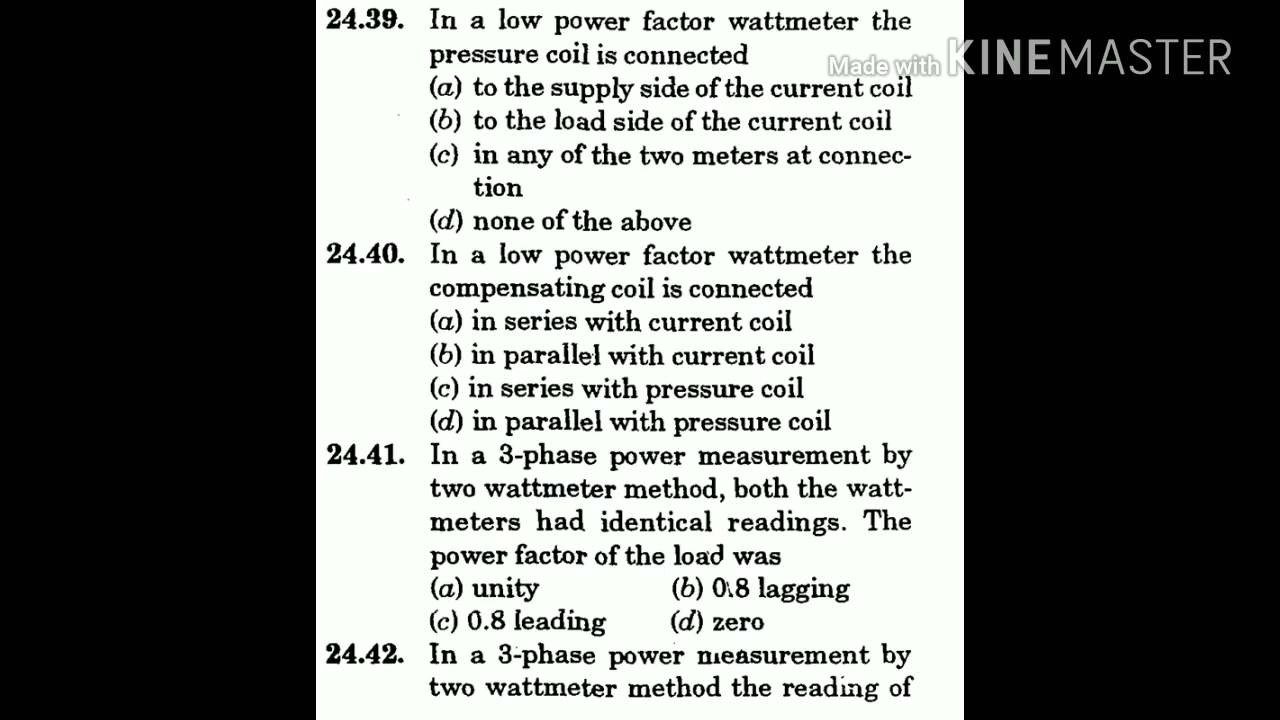 24.39. In a low power factor wattmeter the
pressure coil is connected
Made with KINEMASTER
(a) to the supply side of the current coil
(b) to the load side of the current coil
(c) in any of the two meters at connec-
tion
(d) none of the above
24.40. In a low power factor wattmeter the
compensating coil is connected
(a) in series with current coil
(b) in parallel with current coil
(c) in series with pressure coil
(d) in parallel with pressure coil
24.41. In a 3-phase power measurement by
two wattmeter method, both the watt-
meters had identical readings. The
power factor of the load was
(a) unity (b) 0.8 lagging
(c) 0.8 leading (d) zero
24.42. In a 3-phase power measurement by
two wattmeter method the reading of